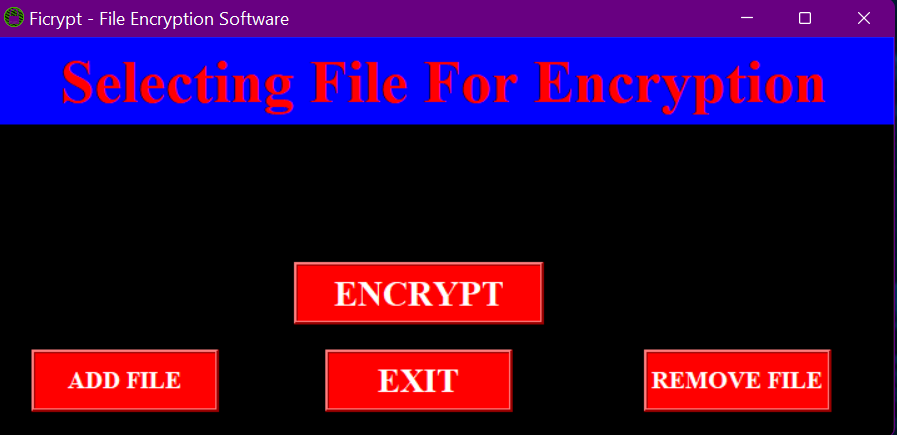 Ficrypt - File Encryption Software
Selecting File For Encryption
ENCRYPT
ADD FILE
EXIT
REMOVE FILE